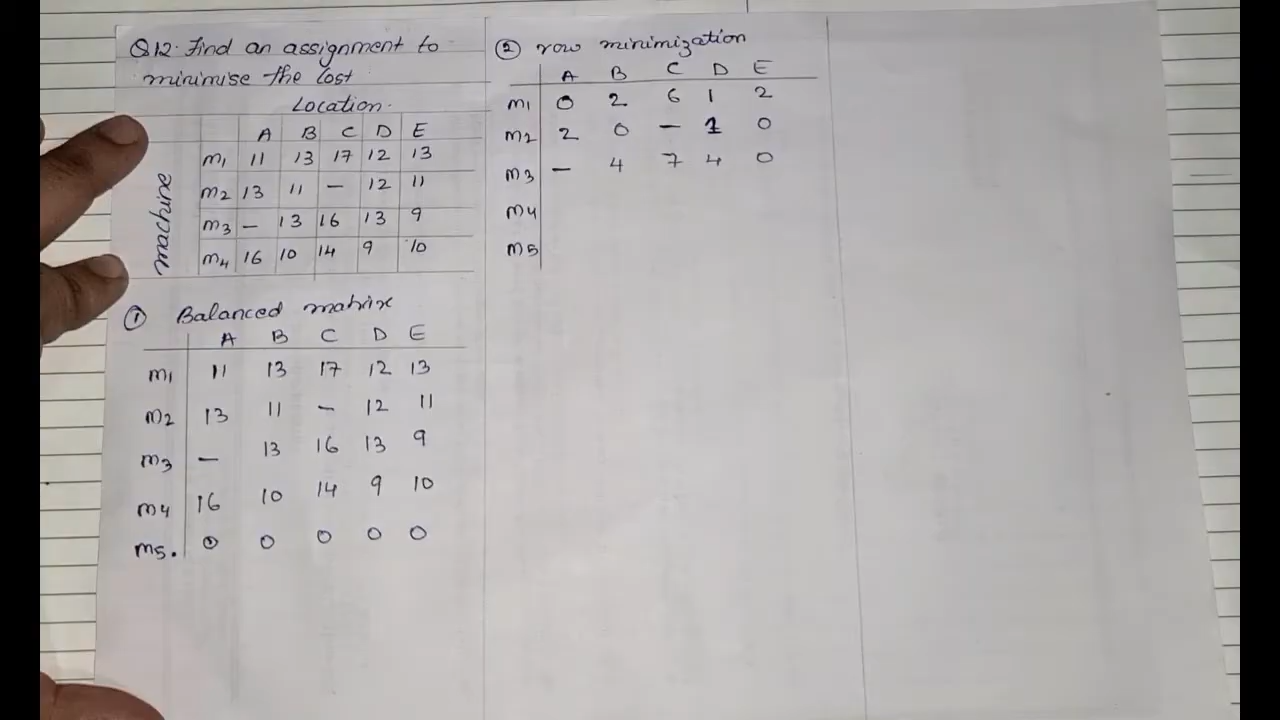 Q12. Find an assignment to
minimise the cost
Location.
A B C D E
machine
M1 11 13 17 12 13
M2 13 11 - 12 11
M3 - 13 16 13 9
M4 16 10 14 9 10
① Balanced matrix
A B C D E
M1 11 13 17 12 13
M2 13 11 - 12 11
M3 - 13 16 13 9
M4 16 10 14 9 10
M5. 0 0 0 0 0
② row minimization
A B C D E
M1 0 2 6 1 2
M2 2 0 - 1 0
M3 - 4 7 4 0
M4
M5